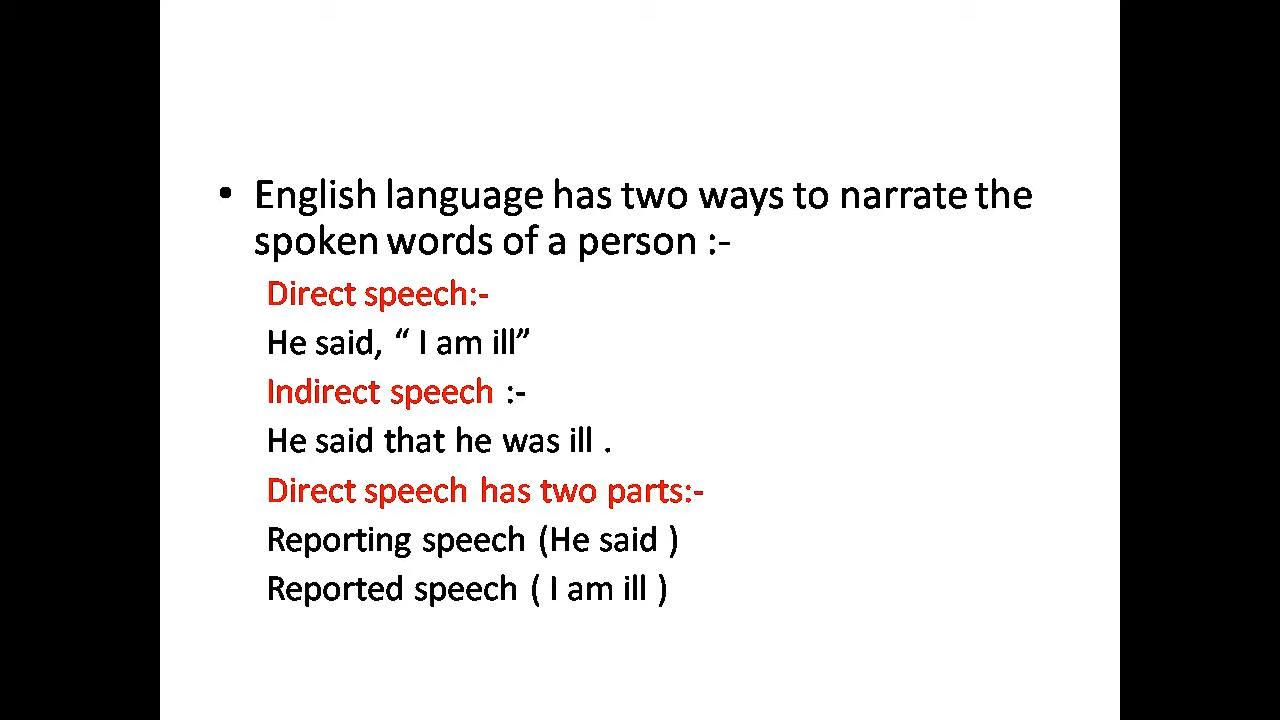 • English language has two ways to narrate the
spoken words of a person :-
Direct speech:-
He said, “ I am ill”
Indirect speech :-
He said that he was ill .
Direct speech has two parts:-
Reporting speech (He said )
Reported speech ( I am ill )